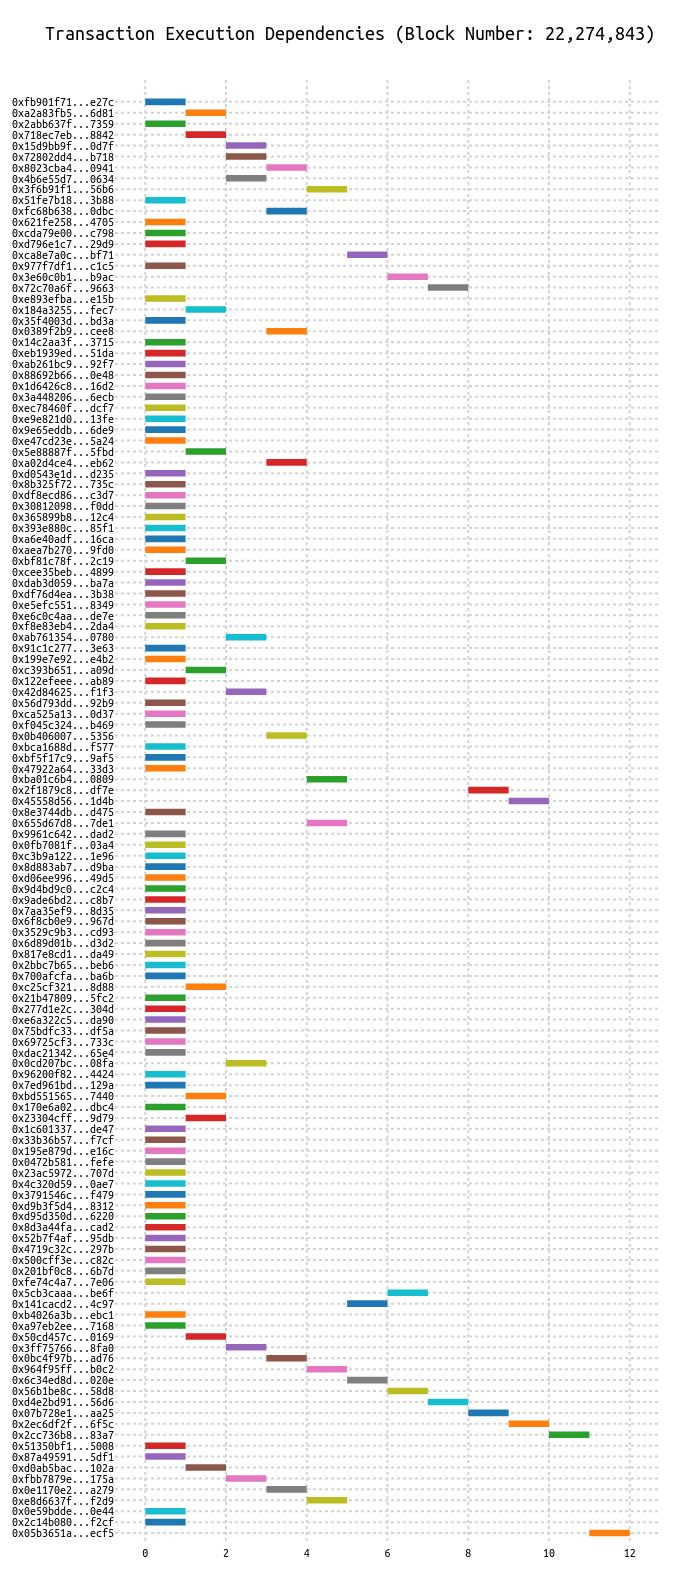 Transaction Execution Dependencies (Block Number: 22,274,843)
0xfb901f71...e27c
0xa2a83fb5...6d81
0x2abb637f...7359
0x718ec7eb...8842
0x15d9bb9f...0d7f
0x72802dd4...b718
0x8023cba4...0941
0x4b6e55d7...0634
0x3f6b91f1...56b6
0x51fe7b18...3b88
0xfc68b638...0dbc
0x621fe258...4705
0xcda79e00...c798
0xd796e1c7...29d9
0xca8e7a0c...bf71
0x977f7df1...c1c5
0x3e60c0b1...b9ac
0x72c70a6f...9663
0xe893efba...e15b
0x184a3255...fec7
0x35f4003d...bd3a
0x0389f2b9...cee8
0x14c2aa3f...3715
0xeb1939ed...51da
0xab261bc9...92f7
0x88692b66...0e48
0x1d6426c8...16d2
0x3a448206...6ecb
0xec78460f...dcf7
0xe9e821d0...13fe
0x9e65eddb...6de9
0xe47cd23e...5a24
0x5e88887f...5fbd
0xa02d4ce4...eb62
0xd0543e1d...d235
0x8b325f72...735c
0xdf8ecd86...c3d7
0x30812098...f0dd
0x365899b8...12c4
0x393e880c...85f1
0xa6e40adf...16ca
0xaea7b270...9fd0
0xbf81c78f...2c19
0xcee35beb...4899
0xdab3d059...ba7a
0xdf76d4ea...3b38
0xe5efc551...8349
0xe6c0c4aa...de7e
0xf8e83eb4...2da4
0xab761354...0780
0x91c1c277...3e63
0x199e7e92...e4b2
0xc393b651...a09d
0x122efeee...ab89
0x42d84625...f1f3
0x56d793dd...92b9
0xca525a13...0d37
0xf045c324...b469
0x0b406007...5356
0xbca1688d...f577
0xbf5f17c9...9af5
0x47922a64...33d3
0xba01c6b4...0809
0x2f1879c8...df7e
0x45558d56...1d4b
0x8e3744db...d475
0x655d67d8...7de1
0x9961c642...dad2
0x0fb7081f...03a4
0xc3b9a122...1e96
0x8d883ab7...d9ba
0xd06ee996...49d5
0x9d4bd9c0...c2c4
0x9ade6bd2...c8b7
0x7aa35ef9...8d35
0x6f8cb0e9...967d
0x3529c9b3...cd93
0x6d89d01b...d3d2
0x817e8cd1...da49
0x2bbc7b65...beb6
0x700afcfa...ba6b
0xc25cf321...8d88
0x21b47809...5fc2
0x277d1e2c...304d
0xe6a322c5...da90
0x75bdfc33...df5a
0x69725cf3...733c
0xdac21342...65e4
0x0cd207bc...08fa
0x96200f82...4424
0x7ed961bd...129a
0xbd551565...7440
0x170e6a02...dbc4
0x23304cff...9d79
0x1c601337...de47
0x33b36b57...f7cf
0x195e879d...e16c
0x0472b581...fefe
0x23ac5972...707d
0x4c320d59...0ae7
0x3791546c...f479
0xd9b3f5d4...8312
0xd95d350d...6220
0x8d3a44fa...cad2
0x52b7f4af...95db
0x4719c32c...297b
0x500cff3e...c82c
0x201bf0c8...6b7d
0xfe74c4a7...7e06
0x5cb3caaa...be6f
0x141cacd2...4c97
0xb4026a3b...ebc1
0xa97eb2ee...7168
0x50cd457c...0169
0x3ff75766...8fa0
0x0bc4f97b...ad76
0x964f95ff...b0c2
0x6c34ed8d...020e
0x56b1be8c...58d8
0xd4e2bd91...56d6
0x07b728e1...aa25
0x2ec6df2f...6f5c
0x2cc736b8...83a7
0x51350bf1...5008
0x87a49591...5df1
0xd0ab5bac...102a
0xfbb7879e...175a
0x0e1170e2...a279
0xe8d6637f...f2d9
0x0e59bdde...0e44
0x2c14b080...f2cf
0x05b3651a...ecf5
0 2 4 6 8 10 12